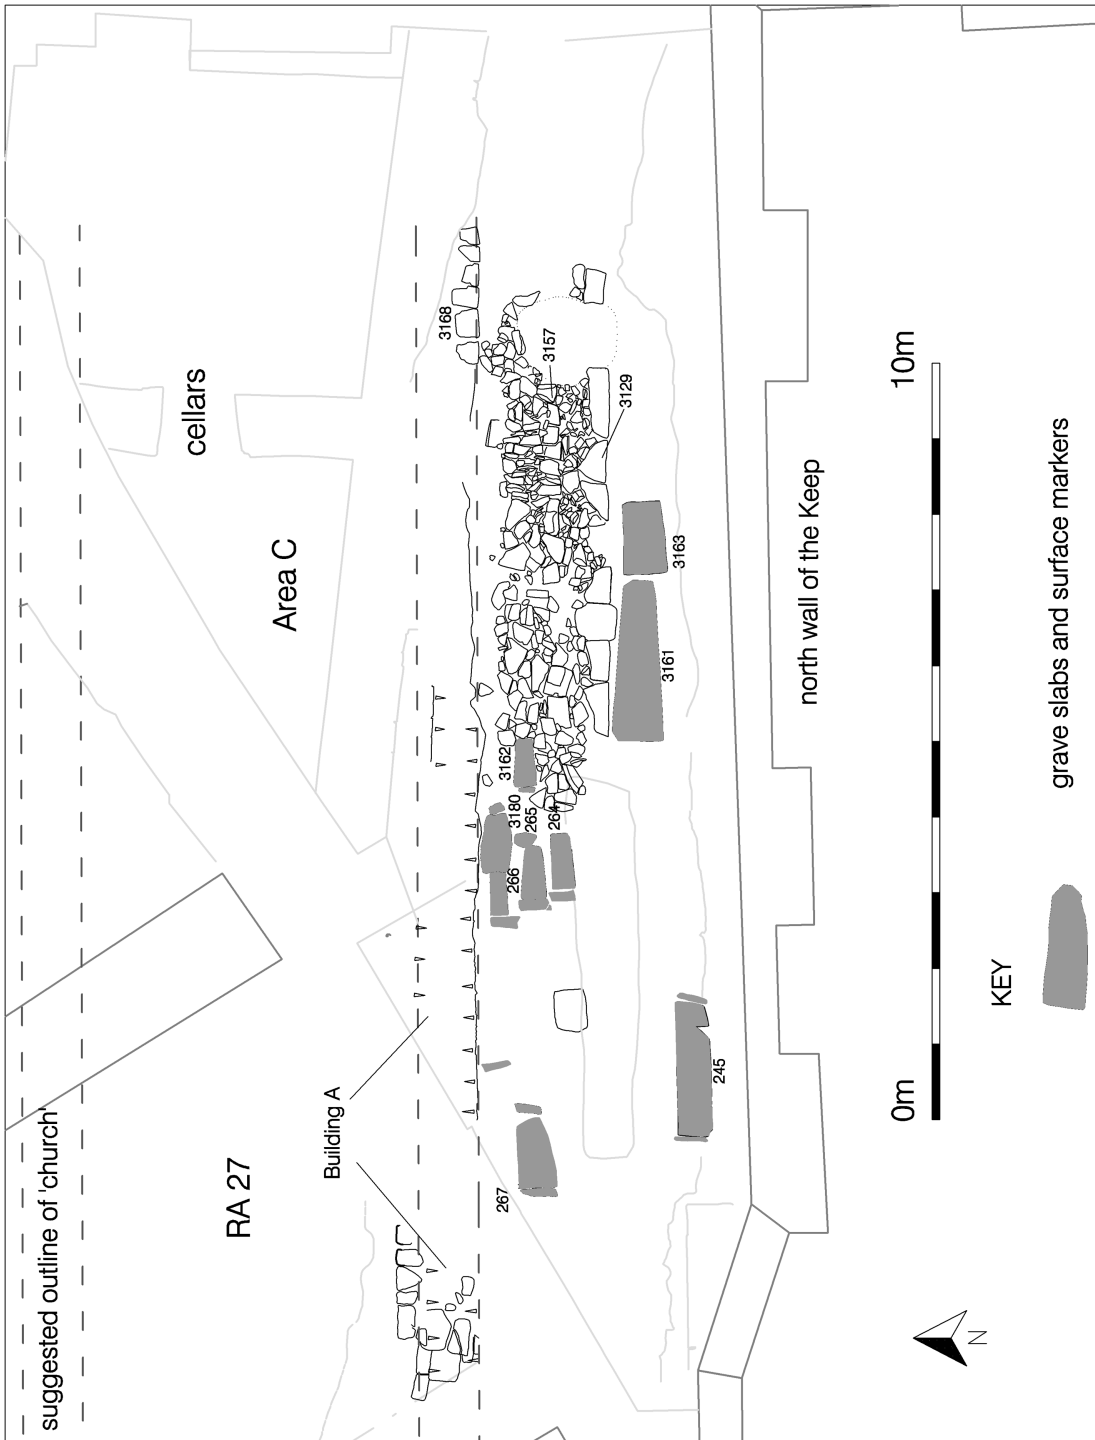 suggested outline of 'church'
RA 27
Building A
Area C
cellars
3168
3157
3129
3163
3161
3162
3180
265
264
266
267
245
north wall of the Keep
0m
10m
KEY
grave slabs and surface markers
N